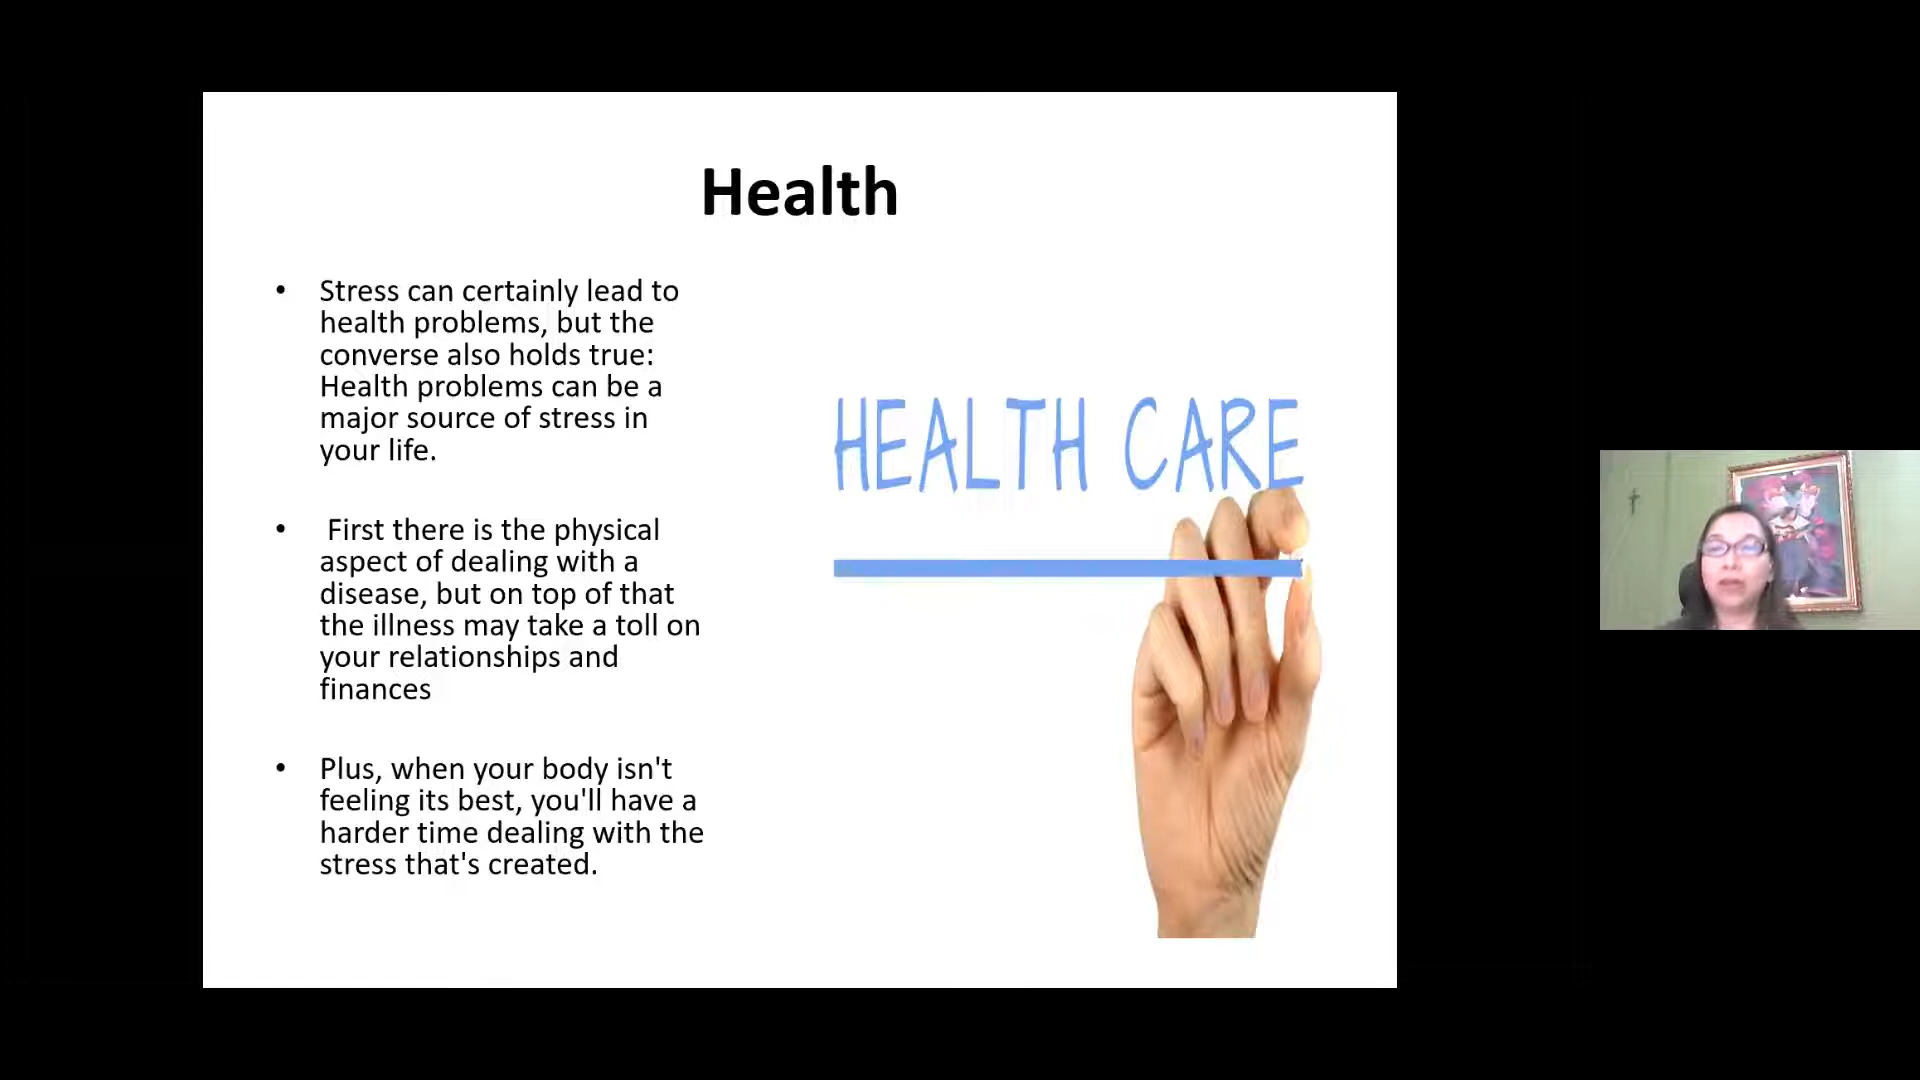 Health
• Stress can certainly lead to
health problems, but the
converse also holds true:
Health problems can be a
major source of stress in
your life.
• First there is the physical
aspect of dealing with a
disease, but on top of that
the illness may take a toll on
your relationships and
finances
• Plus, when your body isn't
feeling its best, you'll have a
harder time dealing with the
stress that's created.
HEALTH CARE